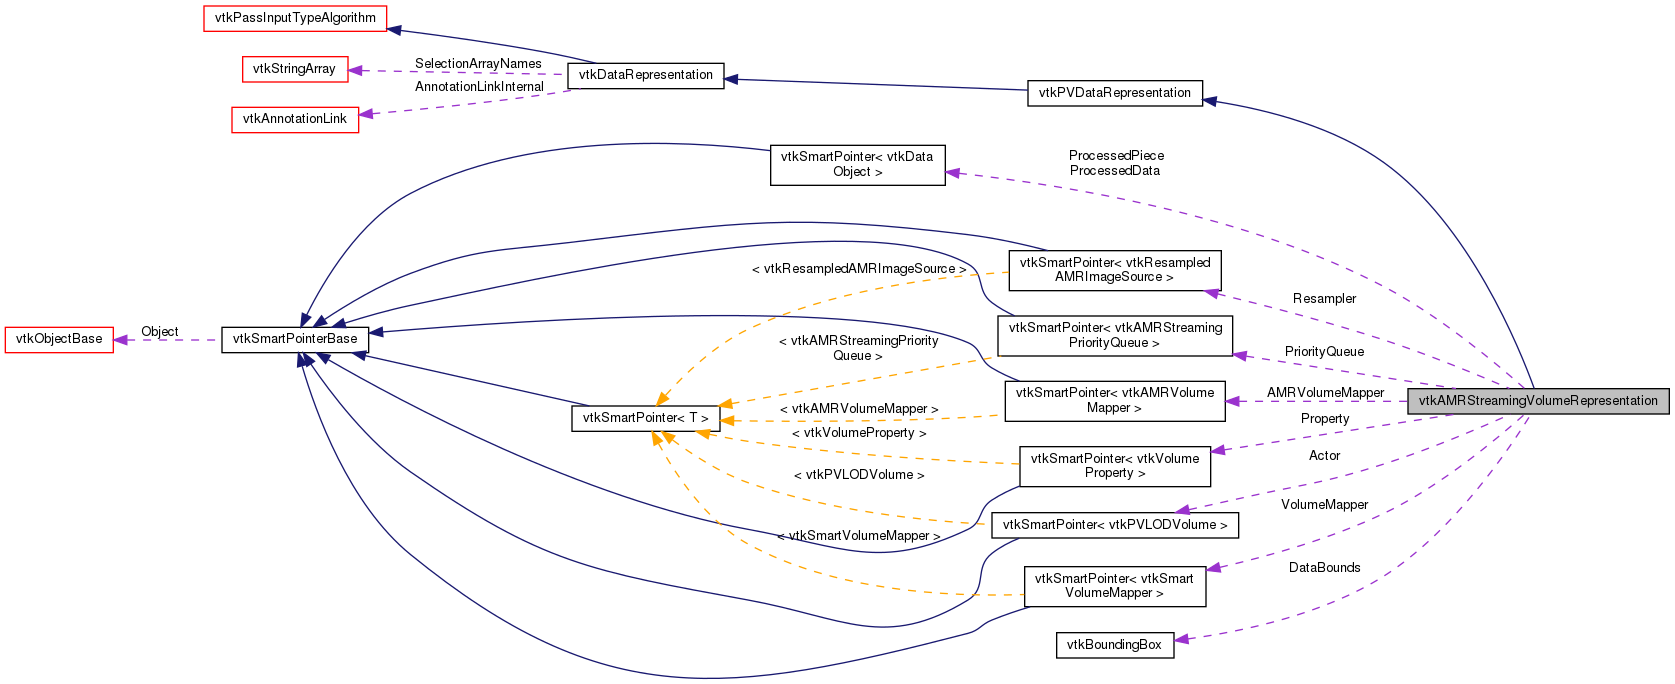 vtkPassInputTypeAlgorithm
vtkStringArray
SelectionArrayNames
vtkDataRepresentation
AnnotationLinkInternal
vtkPVDataRepresentation
vtkAnnotationLink
vtkSmartPointer< vtkData
Object >
ProcessedPiece
ProcessedData
vtkSmartPointer< vtkResampled
AMRImageSource >
< vtkResampledAMRImageSource >
Resampler
vtkObjectBase
Object
vtkSmartPointerBase
vtkSmartPointer< vtkAMRStreaming
PriorityQueue >
< vtkAMRStreamingPriority
Queue >
PriorityQueue
vtkSmartPointer< vtkAMRVolume
Mapper >
AMRVolumeMapper
vtkAMRStreamingVolumeRepresentation
vtkSmartPointer< T >
< vtkAMRVolumeMapper >
Property
< vtkVolumeProperty >
vtkSmartPointer< vtkVolume
Property >
Actor
< vtkPVLODVolume >
vtkSmartPointer< vtkPVLODVolume >
VolumeMapper
< vtkSmartVolumeMapper >
vtkSmartPointer< vtkSmart
VolumeMapper >
DataBounds
vtkBoundingBox